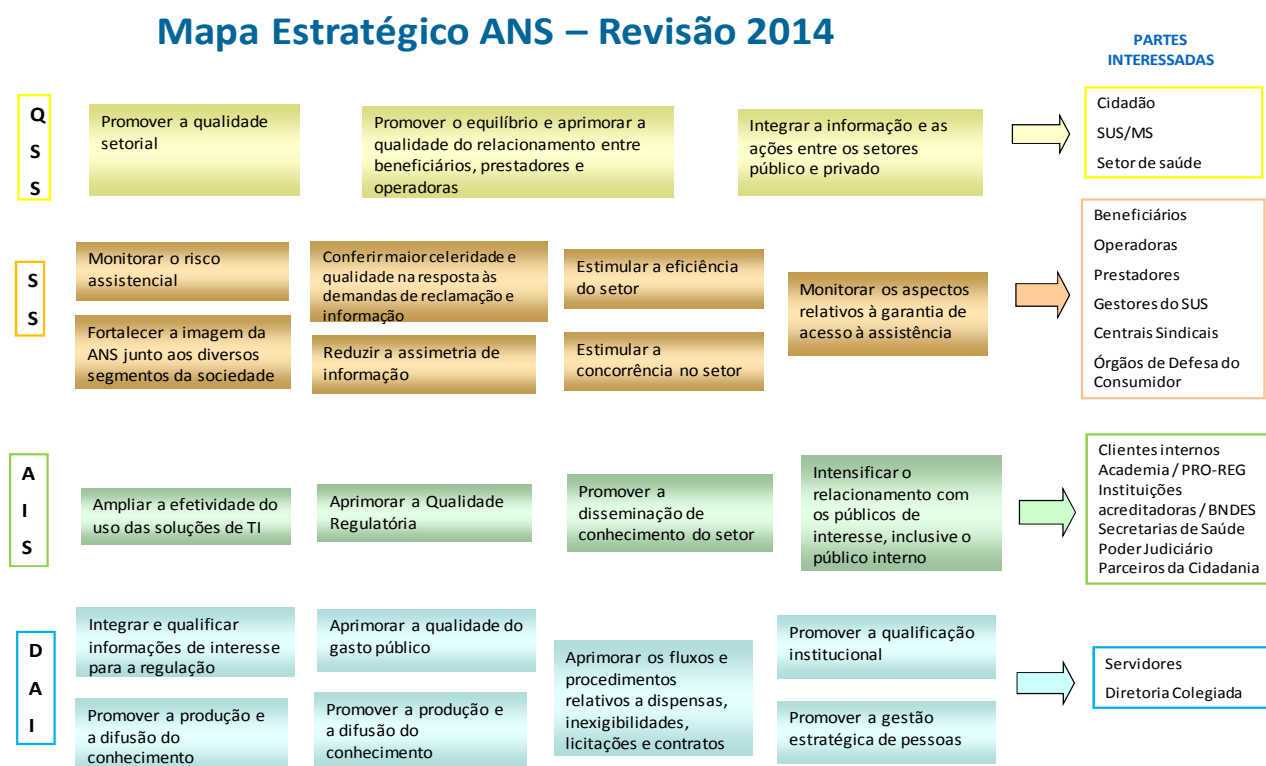 Mapa Estratégico ANS – Revisão 2014
PARTES
INTERESSADAS
Q
S
S
Promover a qualidade
setorial
Promover o equilíbrio e aprimorar a
qualidade do relacionamento entre
beneficiários, prestadores e
operadoras
Integrar a informação e as
ações entre os setores
público e privado
Cidadão
SUS/MS
Setor de saúde
S
S
Monitorar o risco
assistencial
Conferir maior celeridade e
qualidade na resposta às
demandas de reclamação e
informação
Estimular a eficiência
do setor
Monitorar os aspectos
relativos à garantia de
acesso à assistência
Fortalecer a imagem da
ANS junto aos diversos
segmentos da sociedade
Reduzir a assimetria de
informação
Estimular a
concorrência no setor
Beneficiários
Operadoras
Prestadores
Gestores do SUS
Centrais Sindicais
Órgãos de Defesa do
Consumidor
A
I
S
Ampliar a efetividade do
uso das soluções de TI
Aprimorar a Qualidade
Regulatória
Promover a
disseminação de
conhecimento do setor
Intensificar o
relacionamento com
os públicos de
interesse, inclusive o
público interno
Clientes internos
Academia / PRO-REG
Instituições
acreditadoras / BNDES
Secretarias de Saúde
Poder Judiciário
Parceiros da Cidadania
D
A
I
Integrar e qualificar
informações de interesse
para a regulação
Aprimorar a qualidade do
gasto público
Aprimorar os fluxos e
procedimentos
relativos a dispensas,
inexigibilidades,
licitações e contratos
Promover a qualificação
institucional
Promover a produção e
a difusão do
conhecimento
Promover a produção e
a difusão do
conhecimento
Promover a gestão
estratégica de pessoas
Servidores
Diretoria Colegiada